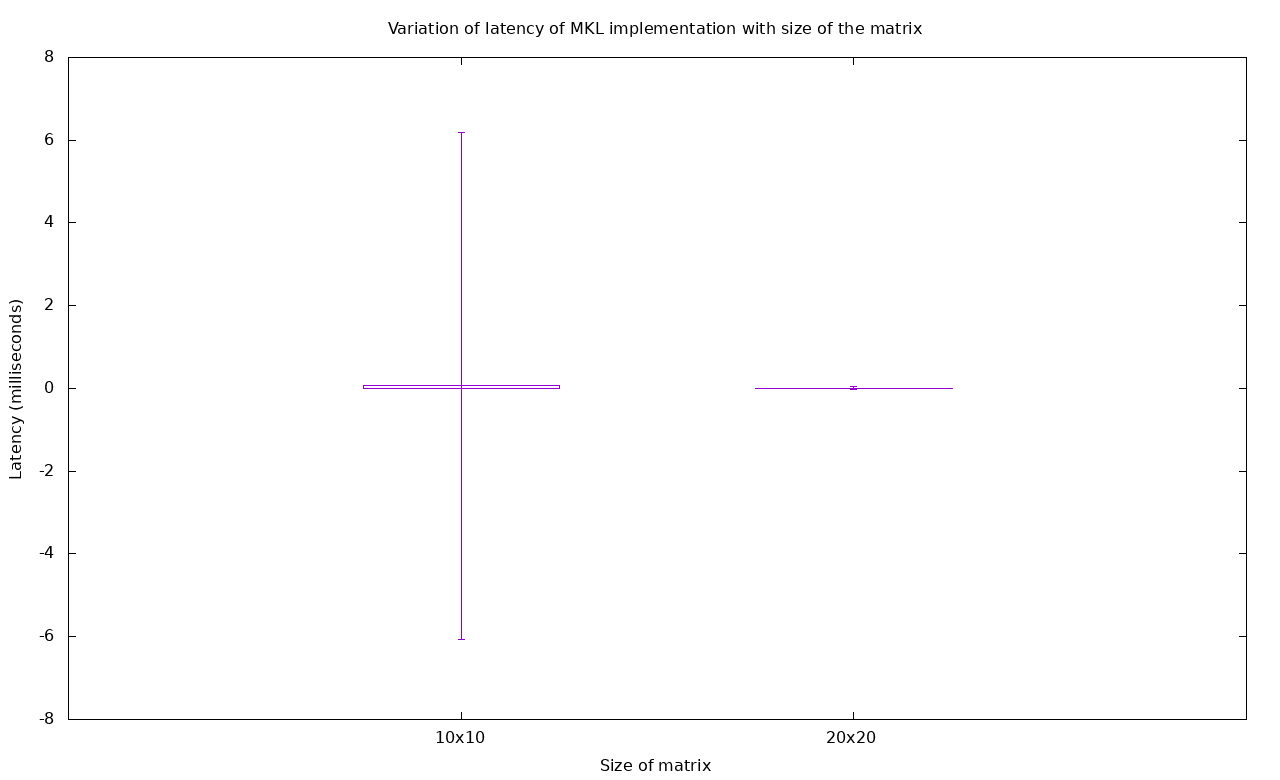 Variation of latency of MKL implementation with size of the matrix
8
6
4
2
0
-2
-4
-6
-8
Latency (milliseconds)
10x10
20x20
Size of matrix